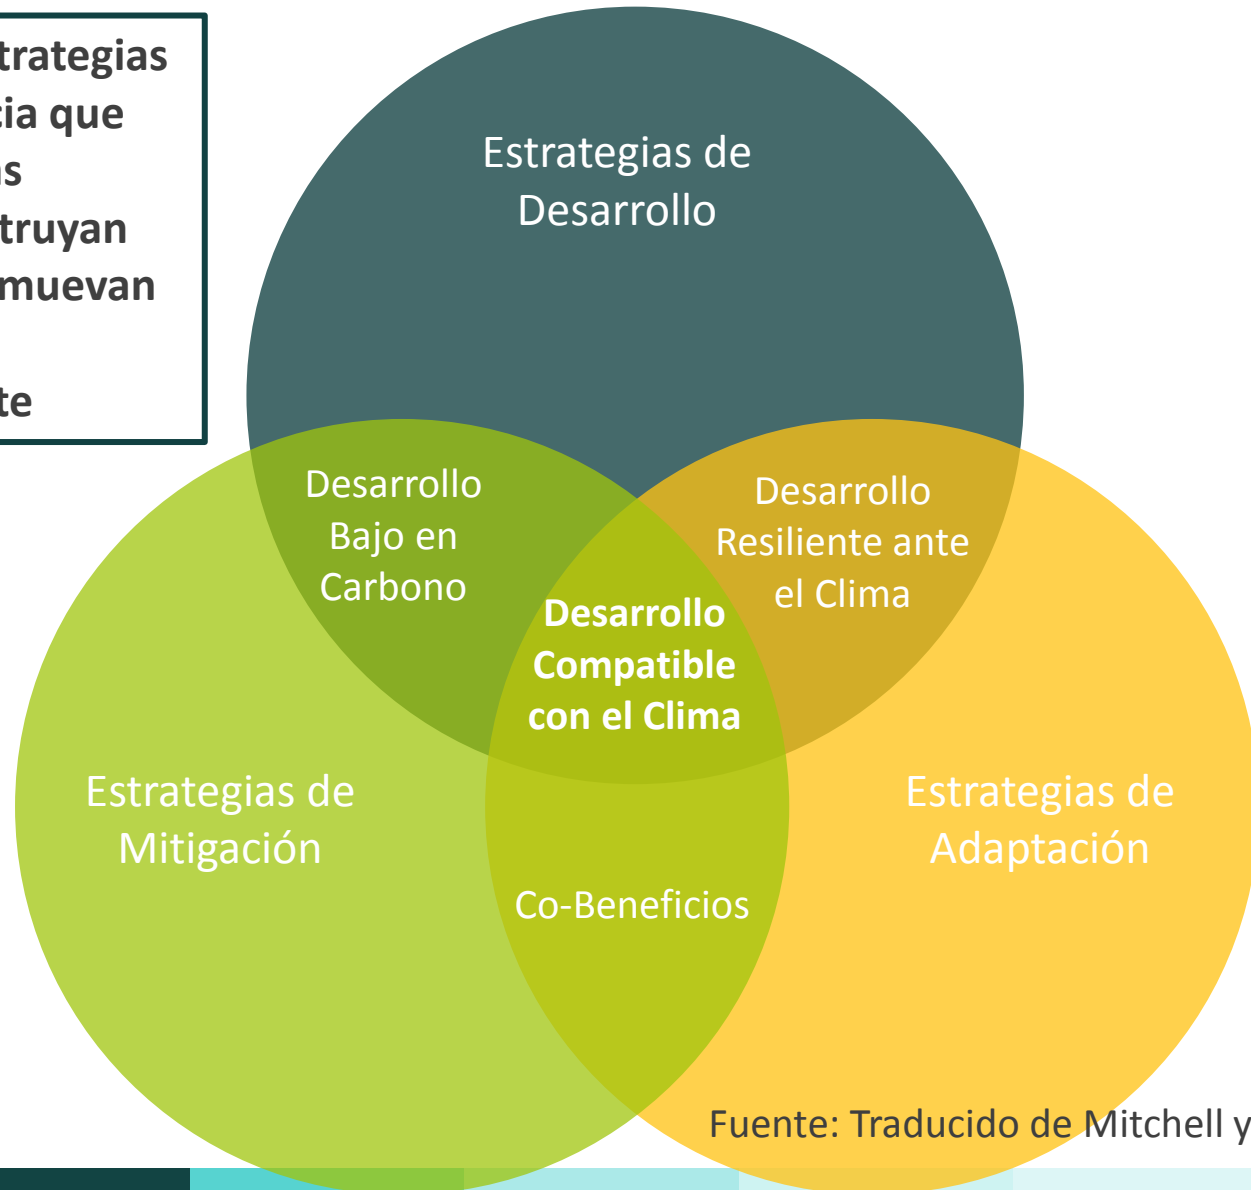 trategias
cia que
as
truyan
muevan
te
Estrategias de
Desarrollo
Desarrollo
Bajo en
Carbono
Desarrollo
Resiliente ante
el Clima
Desarrollo
Compatible
con el Clima
Estrategias de
Mitigación
Estrategias de
Adaptación
Co-Beneficios
Fuente: Traducido de Mitchell y